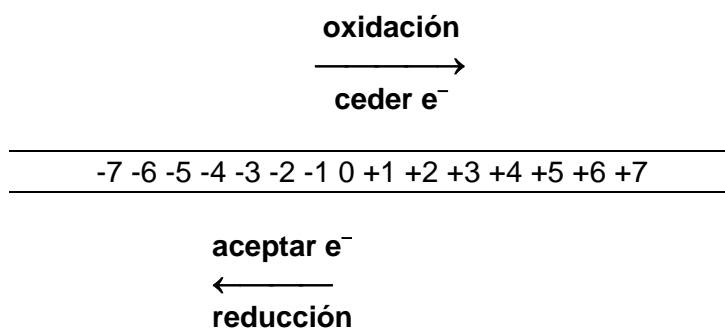 oxidación
ceder e⁻
-7 -6 -5 -4 -3 -2 -1 0 +1 +2 +3 +4 +5 +6 +7
aceptar e⁻
reducción